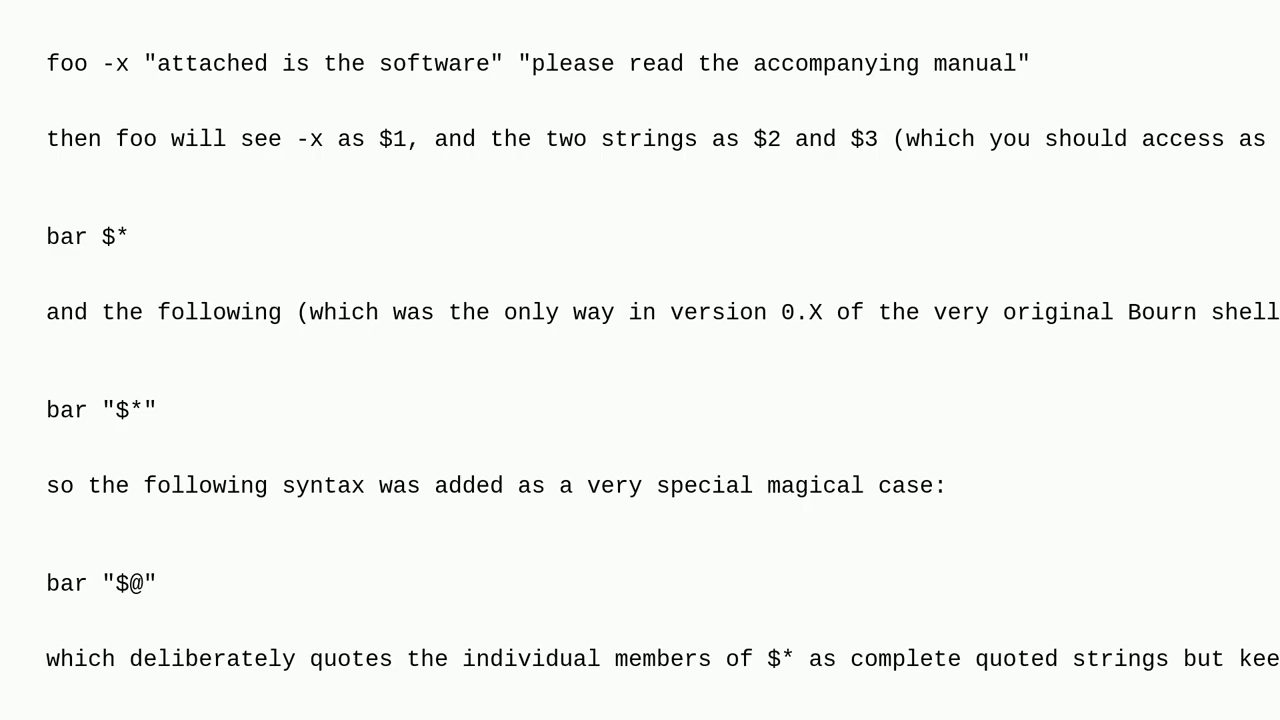 foo -x "attached is the software" "please read the accompanying manual"
then foo will see -x as $1, and the two strings as $2 and $3 (which you should access as
bar $*
and the following (which was the only way in version 0.X of the very original Bourn shell
bar "$*"
so the following syntax was added as a very special magical case:
bar "$@"
which deliberately quotes the individual members of $* as complete quoted strings but kee